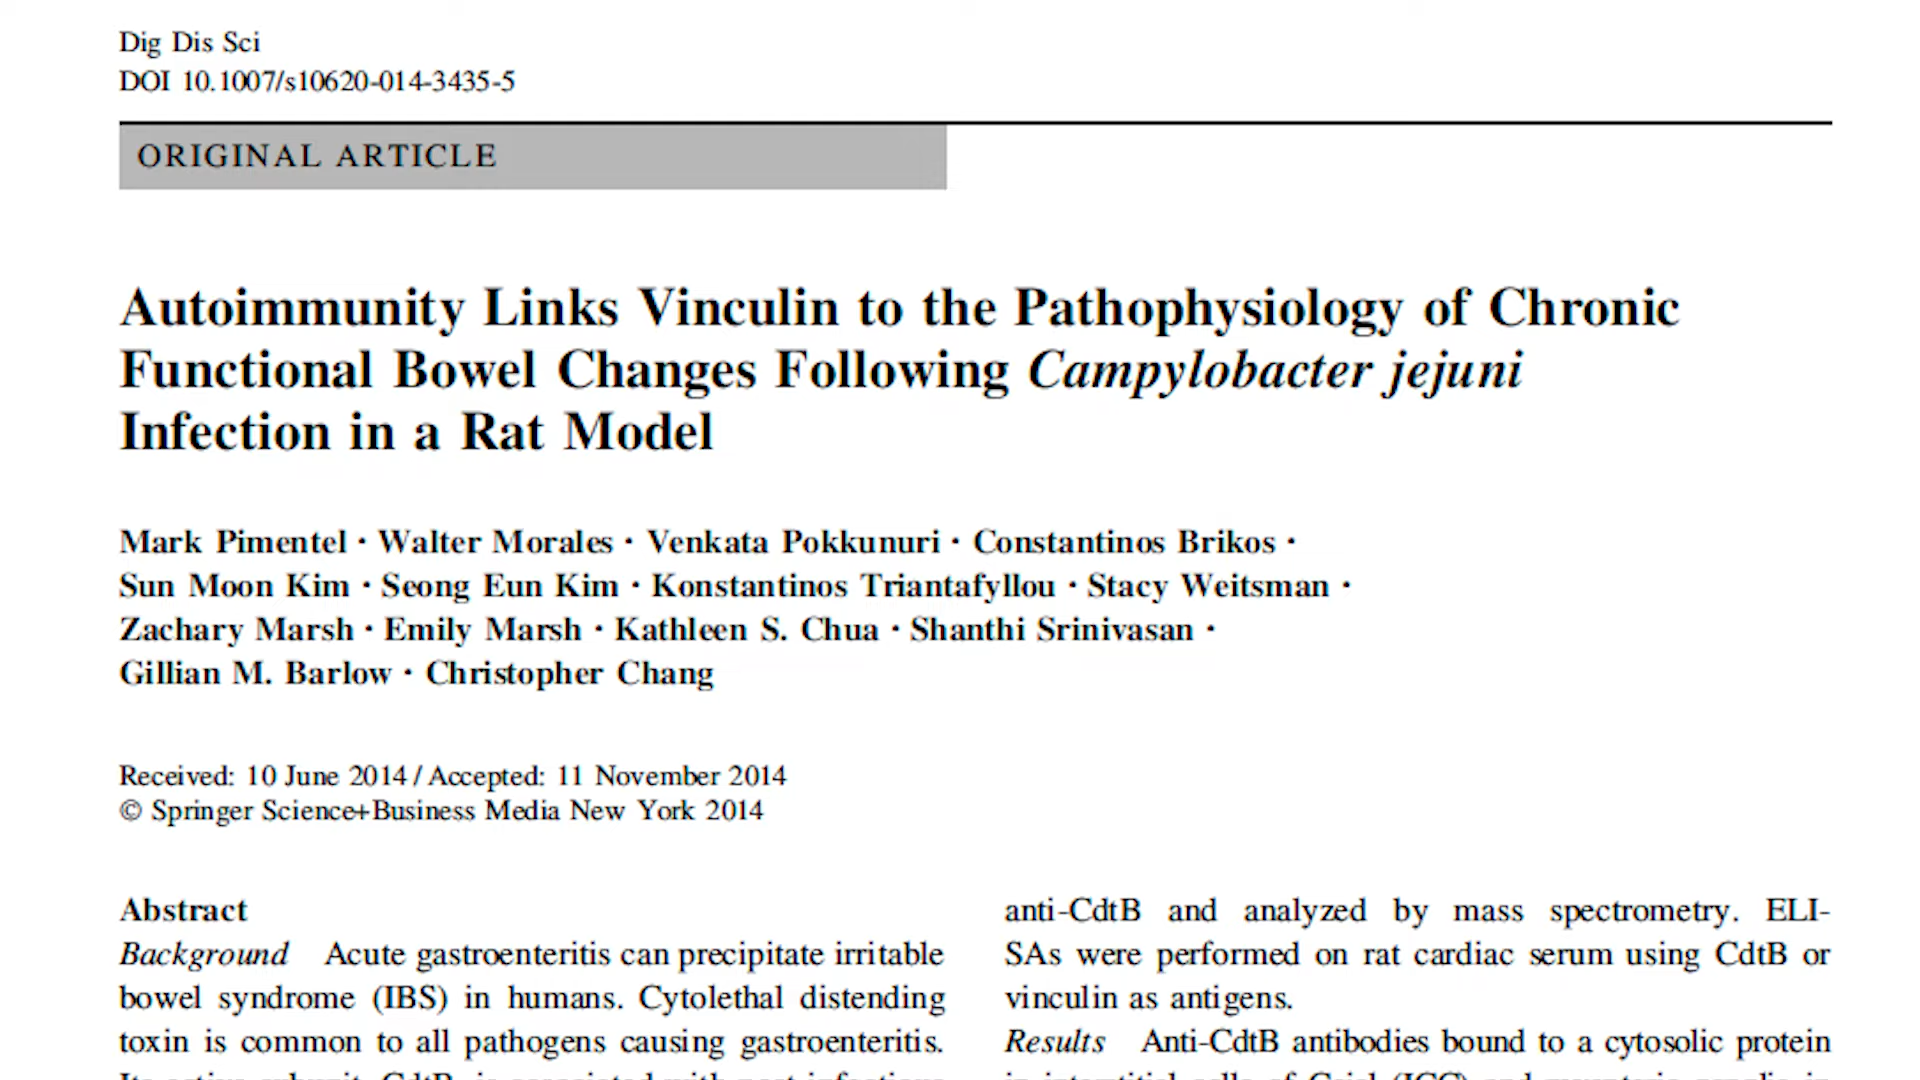 Dig Dis Sci
DOI 10.1007/s10620-014-3435-5
ORIGINAL ARTICLE
Autoimmunity Links Vinculin to the Pathophysiology of Chronic
Functional Bowel Changes Following Campylobacter jejuni
Infection in a Rat Model
Mark Pimentel · Walter Morales · Venkata Pokkunuri · Constantinos Brikos ·
Sun Moon Kim · Seong Eun Kim · Konstantinos Triantafyllou · Stacy Weitsman ·
Zachary Marsh · Emily Marsh · Kathleen S. Chua · Shanthi Srinivasan ·
Gillian M. Barlow · Christopher Chang
Received: 10 June 2014 / Accepted: 11 November 2014
© Springer Science+Business Media New York 2014
Abstract
Background Acute gastroenteritis can precipitate irritable
bowel syndrome (IBS) in humans. Cytolethal distending
toxin is common to all pathogens causing gastroenteritis.
anti-CdtB and analyzed by mass spectrometry. ELI-
SAs were performed on rat cardiac serum using CdtB or
vinculin as antigens.
Results Anti-CdtB antibodies bound to a cytosolic protein